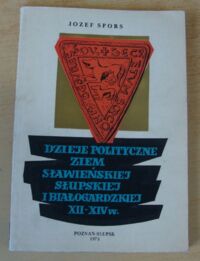 JÓZEF SPORS
DZIEJE POLITYCZNE
ZIEM
SŁAWIEŃSKIEJ
SŁUPSKIEJ
I BIAŁOGARDZKIEJ
XII-XIV w.
POZNAŃ-SŁUPSK
1973